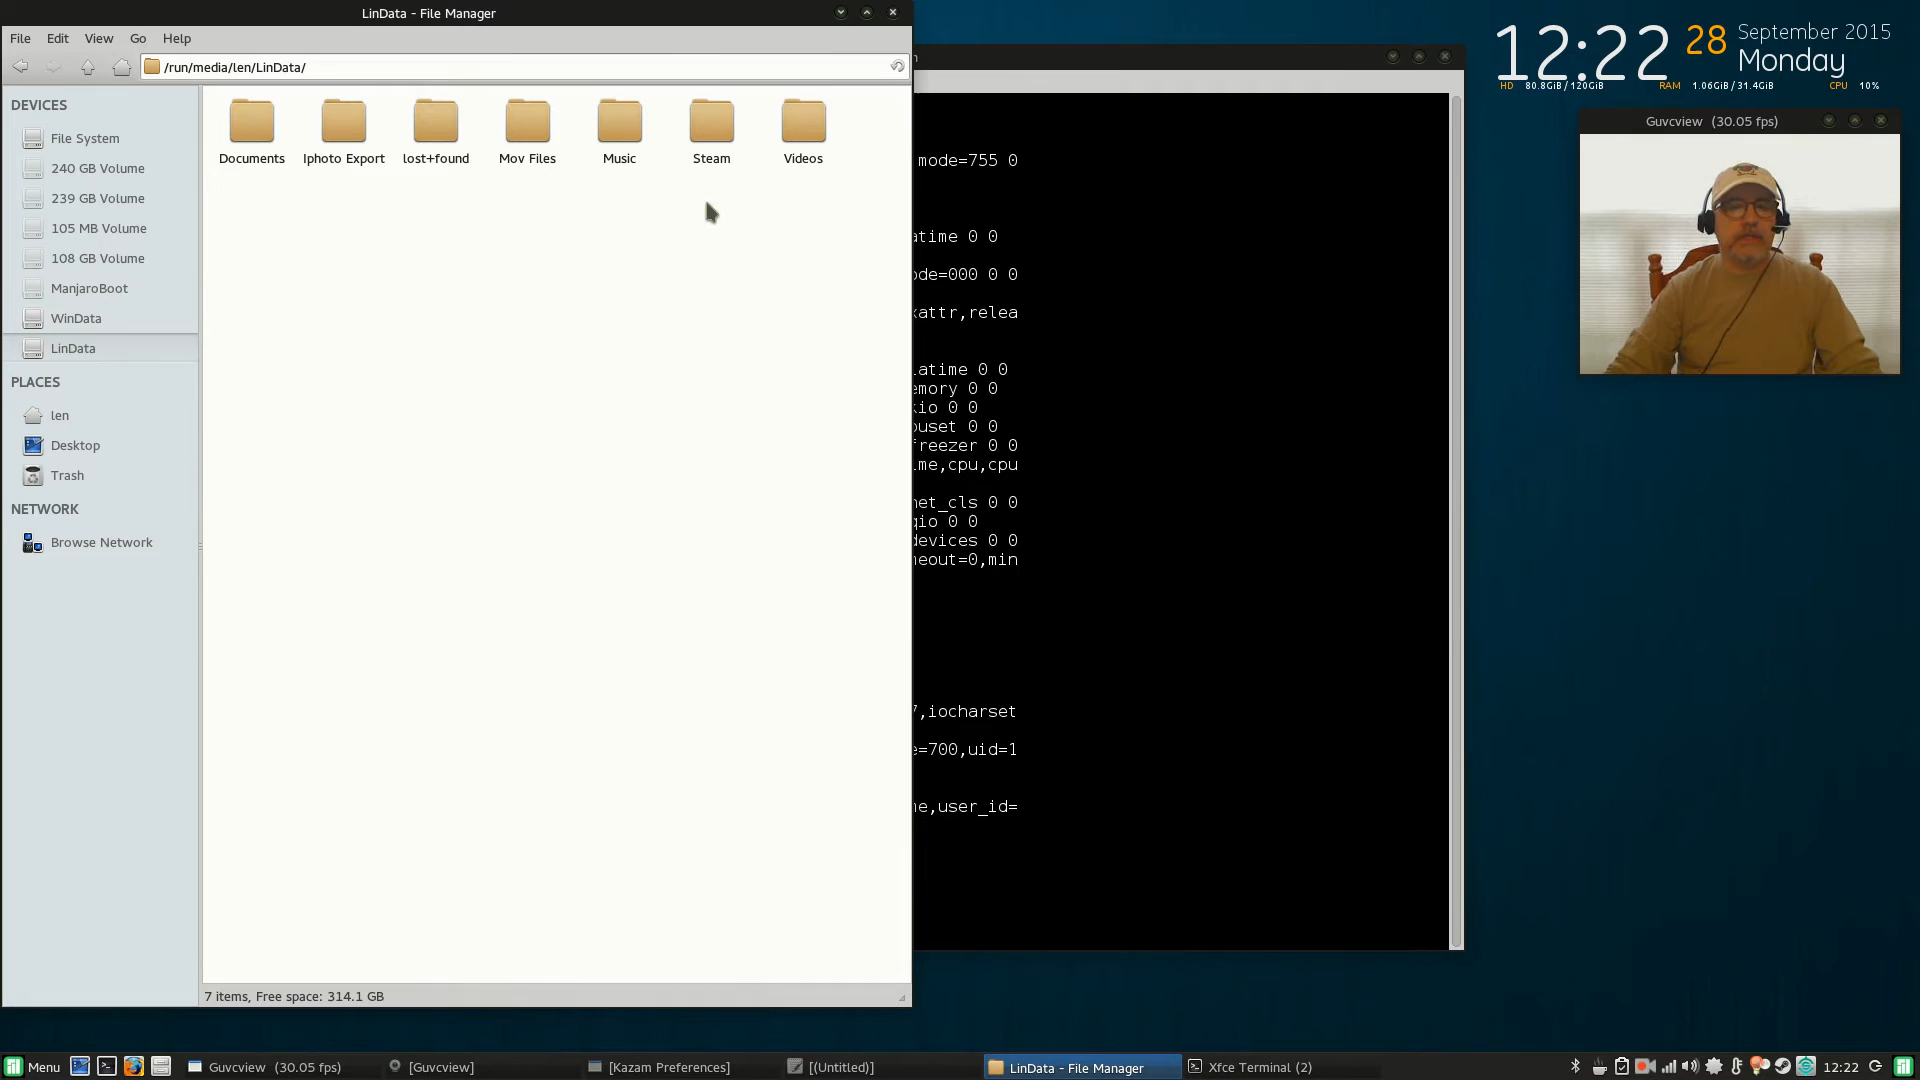 LinData - File Manager
File Edit View Go Help
/run/media/len/LinData/
DEVICES
File System
240 GB Volume
239 GB Volume
105 MB Volume
108 GB Volume
ManjaroBoot
WinData
LinData
PLACES
len
Desktop
Trash
NETWORK
Browse Network
Documents Iphoto Export lost+found Mov Files Music Steam Videos
7 items, Free space: 314.1 GB
mode=755 0
atime 0 0
ode=000 0 0
xattr,relea
latime 0 0
emory 0 0
kio 0 0
puset 0 0
freezer 0 0
me,cpu,cpu
net_cls 0 0
gio 0 0
devices 0 0
meout=0,min
7,iocharset
e=700,uid=1
me,user_id=
12:22 28 September 2015
Monday
HD 80.8GiB / 120GiB RAM 1.06GiB / 31.4GiB CPU 10%
Guvcview (30.05 fps)
Menu Guvcview (30.05 fps) [Guvcview] [Kazam Preferences] [(Untitled)] LinData - File Manager Xfce Terminal (2) 12:22